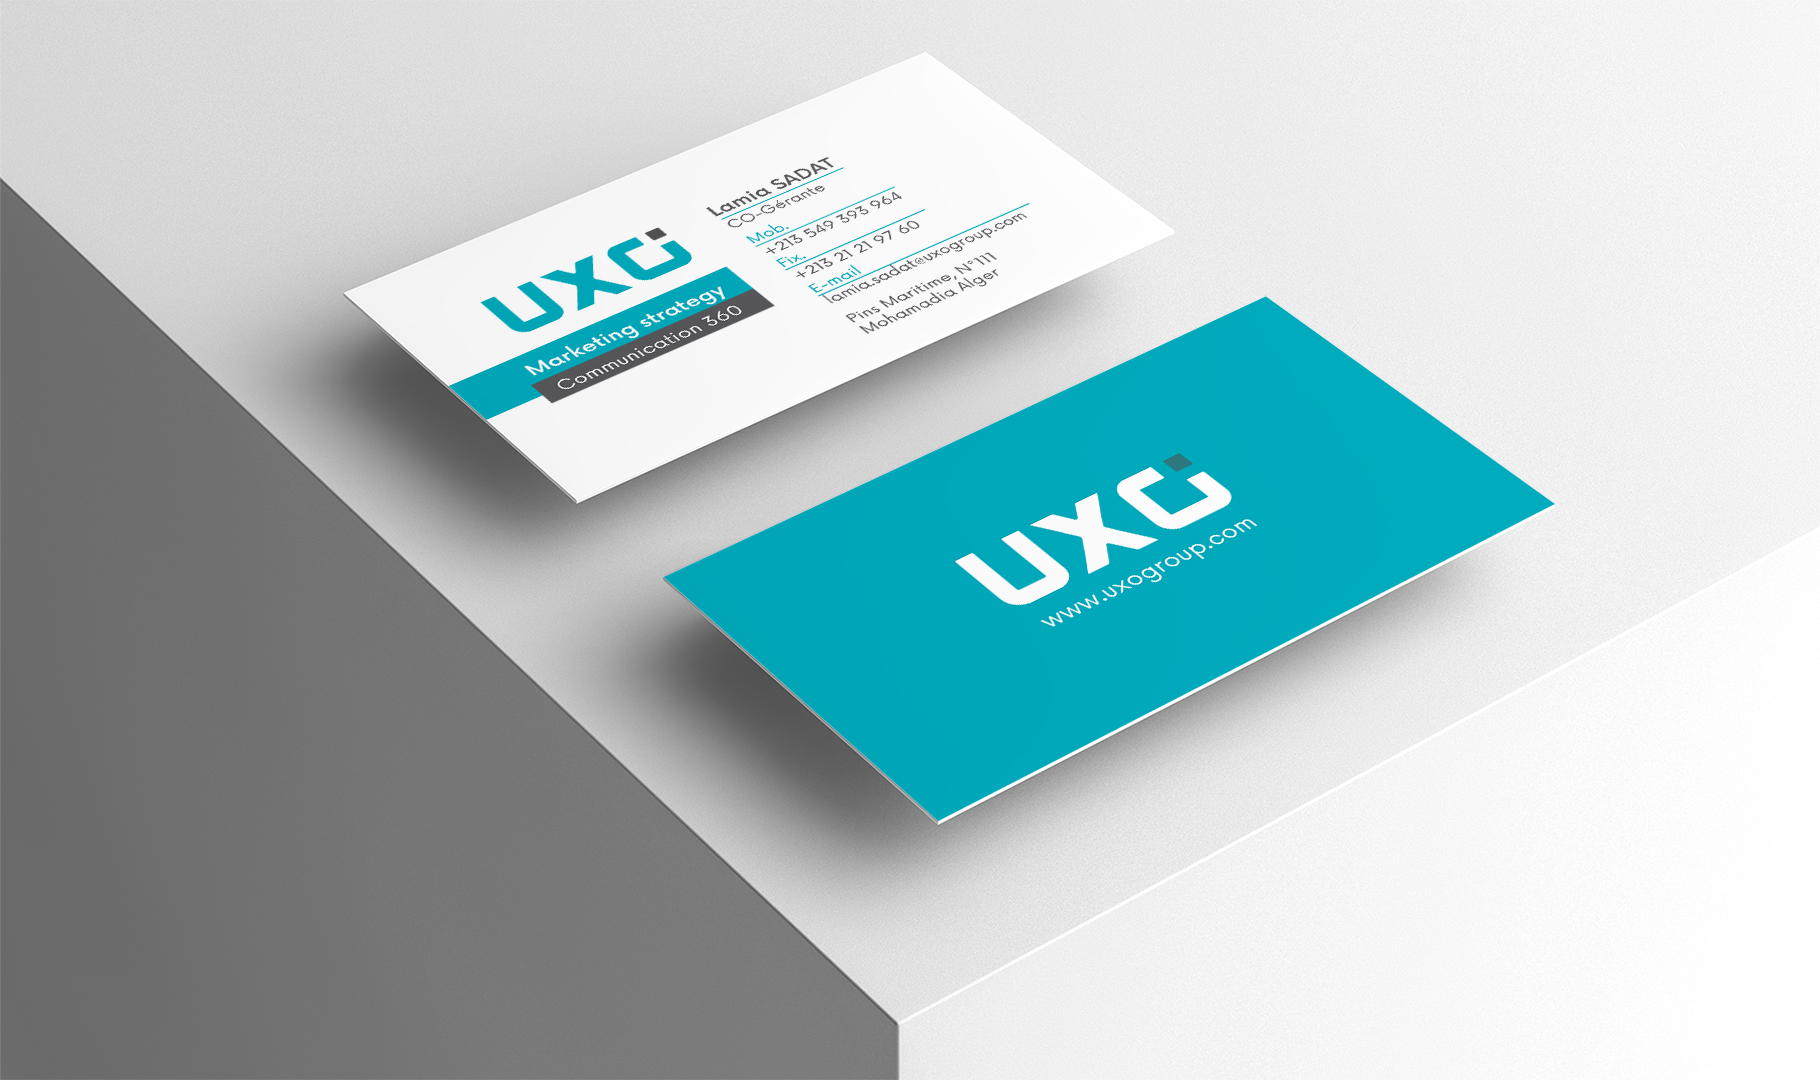 UXO
Marketing strategy
Communication 360
Lamia SADAT
CO-Gérante
Mob.
+213 549 393 964
Fix.
+213 21 21 97 60
E-mail
lamia.sadat@uxogroup.com
Pins Maritime, N°111
Mohamadia Alger
UXO
www.uxogroup.com